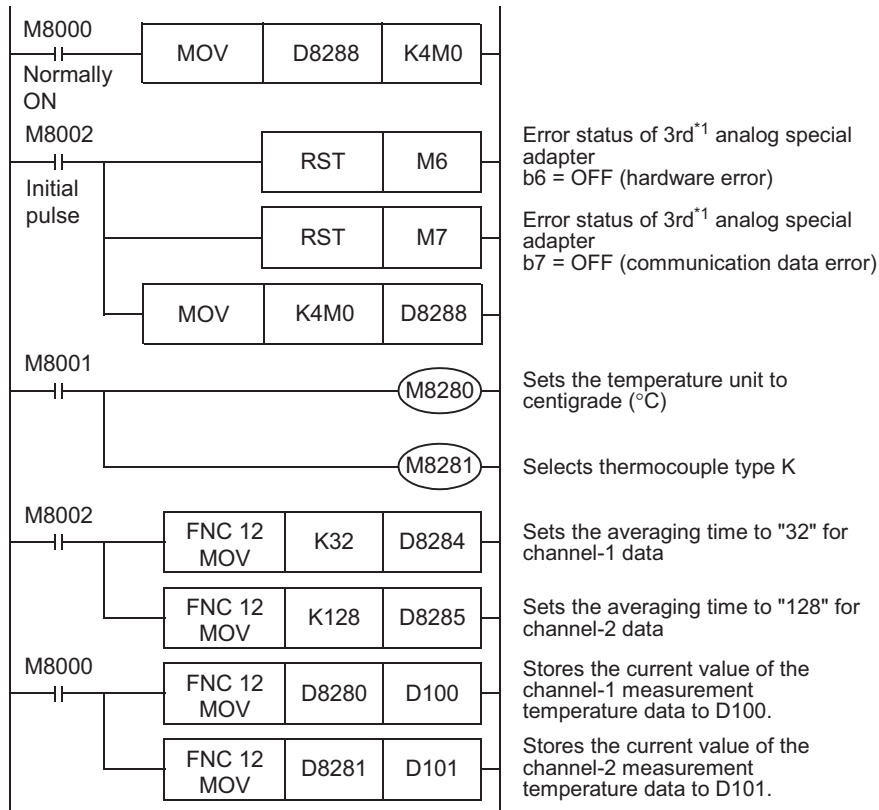 M8000
MOV D8288 K4M0
Normally
ON
M8002
RST M6
Initial
pulse
Error status of 3rd*1 analog special
adapter
b6 = OFF (hardware error)
RST M7
Error status of 3rd*1 analog special
adapter
b7 = OFF (communication data error)
MOV K4M0 D8288
M8001
M8280
Sets the temperature unit to
centigrade (°C)
M8281
Selects thermocouple type K
M8002
FNC 12
MOV K32 D8284
Sets the averaging time to "32" for
channel-1 data
FNC 12
MOV K128 D8285
Sets the averaging time to "128" for
channel-2 data
M8000
FNC 12
MOV D8280 D100
Stores the current value of the
channel-1 measurement
temperature data to D100.
FNC 12
MOV D8281 D101
Stores the current value of the
channel-2 measurement
temperature data to D101.